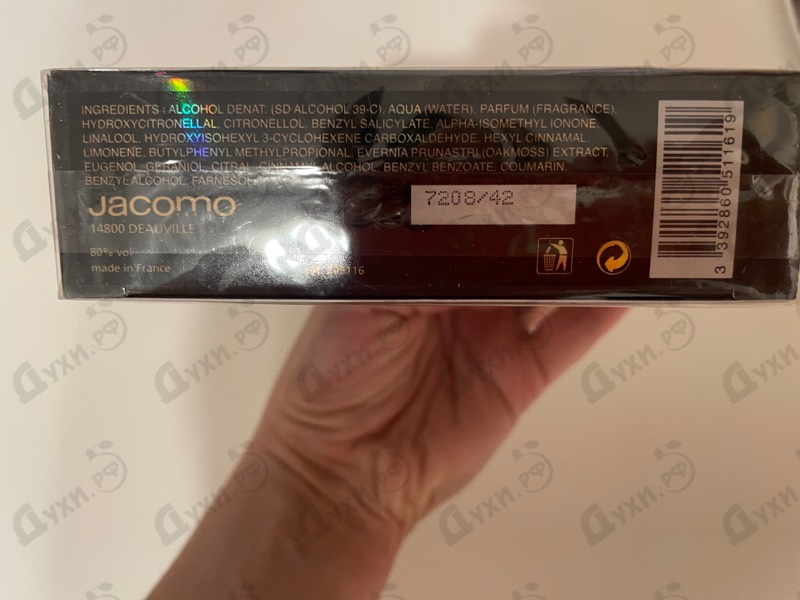 INGREDIENTS : ALCOHOL DENAT. (SD ALCOHOL 39-C), AQUA (WATER), PARFUM (FRAGRANCE),
HYDROXYCITRONELLAL, CITRONELLOL, BENZYL SALICYLATE, ALPHA-ISOMETHYL IONONE,
LINALOOL, HYDROXYISOHEXYL 3-CYCLOHEXENE CARBOXALDEHYDE, HEXYL CINNAMAL,
LIMONENE, BUTYLPHENYL METHYLPROPIONAL, EVERNIA PRUNASTRI (OAKMOSS) EXTRACT,
EUGENOL, GERANIOL, CITRAL, CINNAMYL ALCOHOL, BENZYL BENZOATE, COUMARIN,
BENZYL ALCOHOL, FARNESOL
Jacomo
14800 DEAUVILLE
80% vol
made in France
7208/42
3 392860 511619
Духи.рф